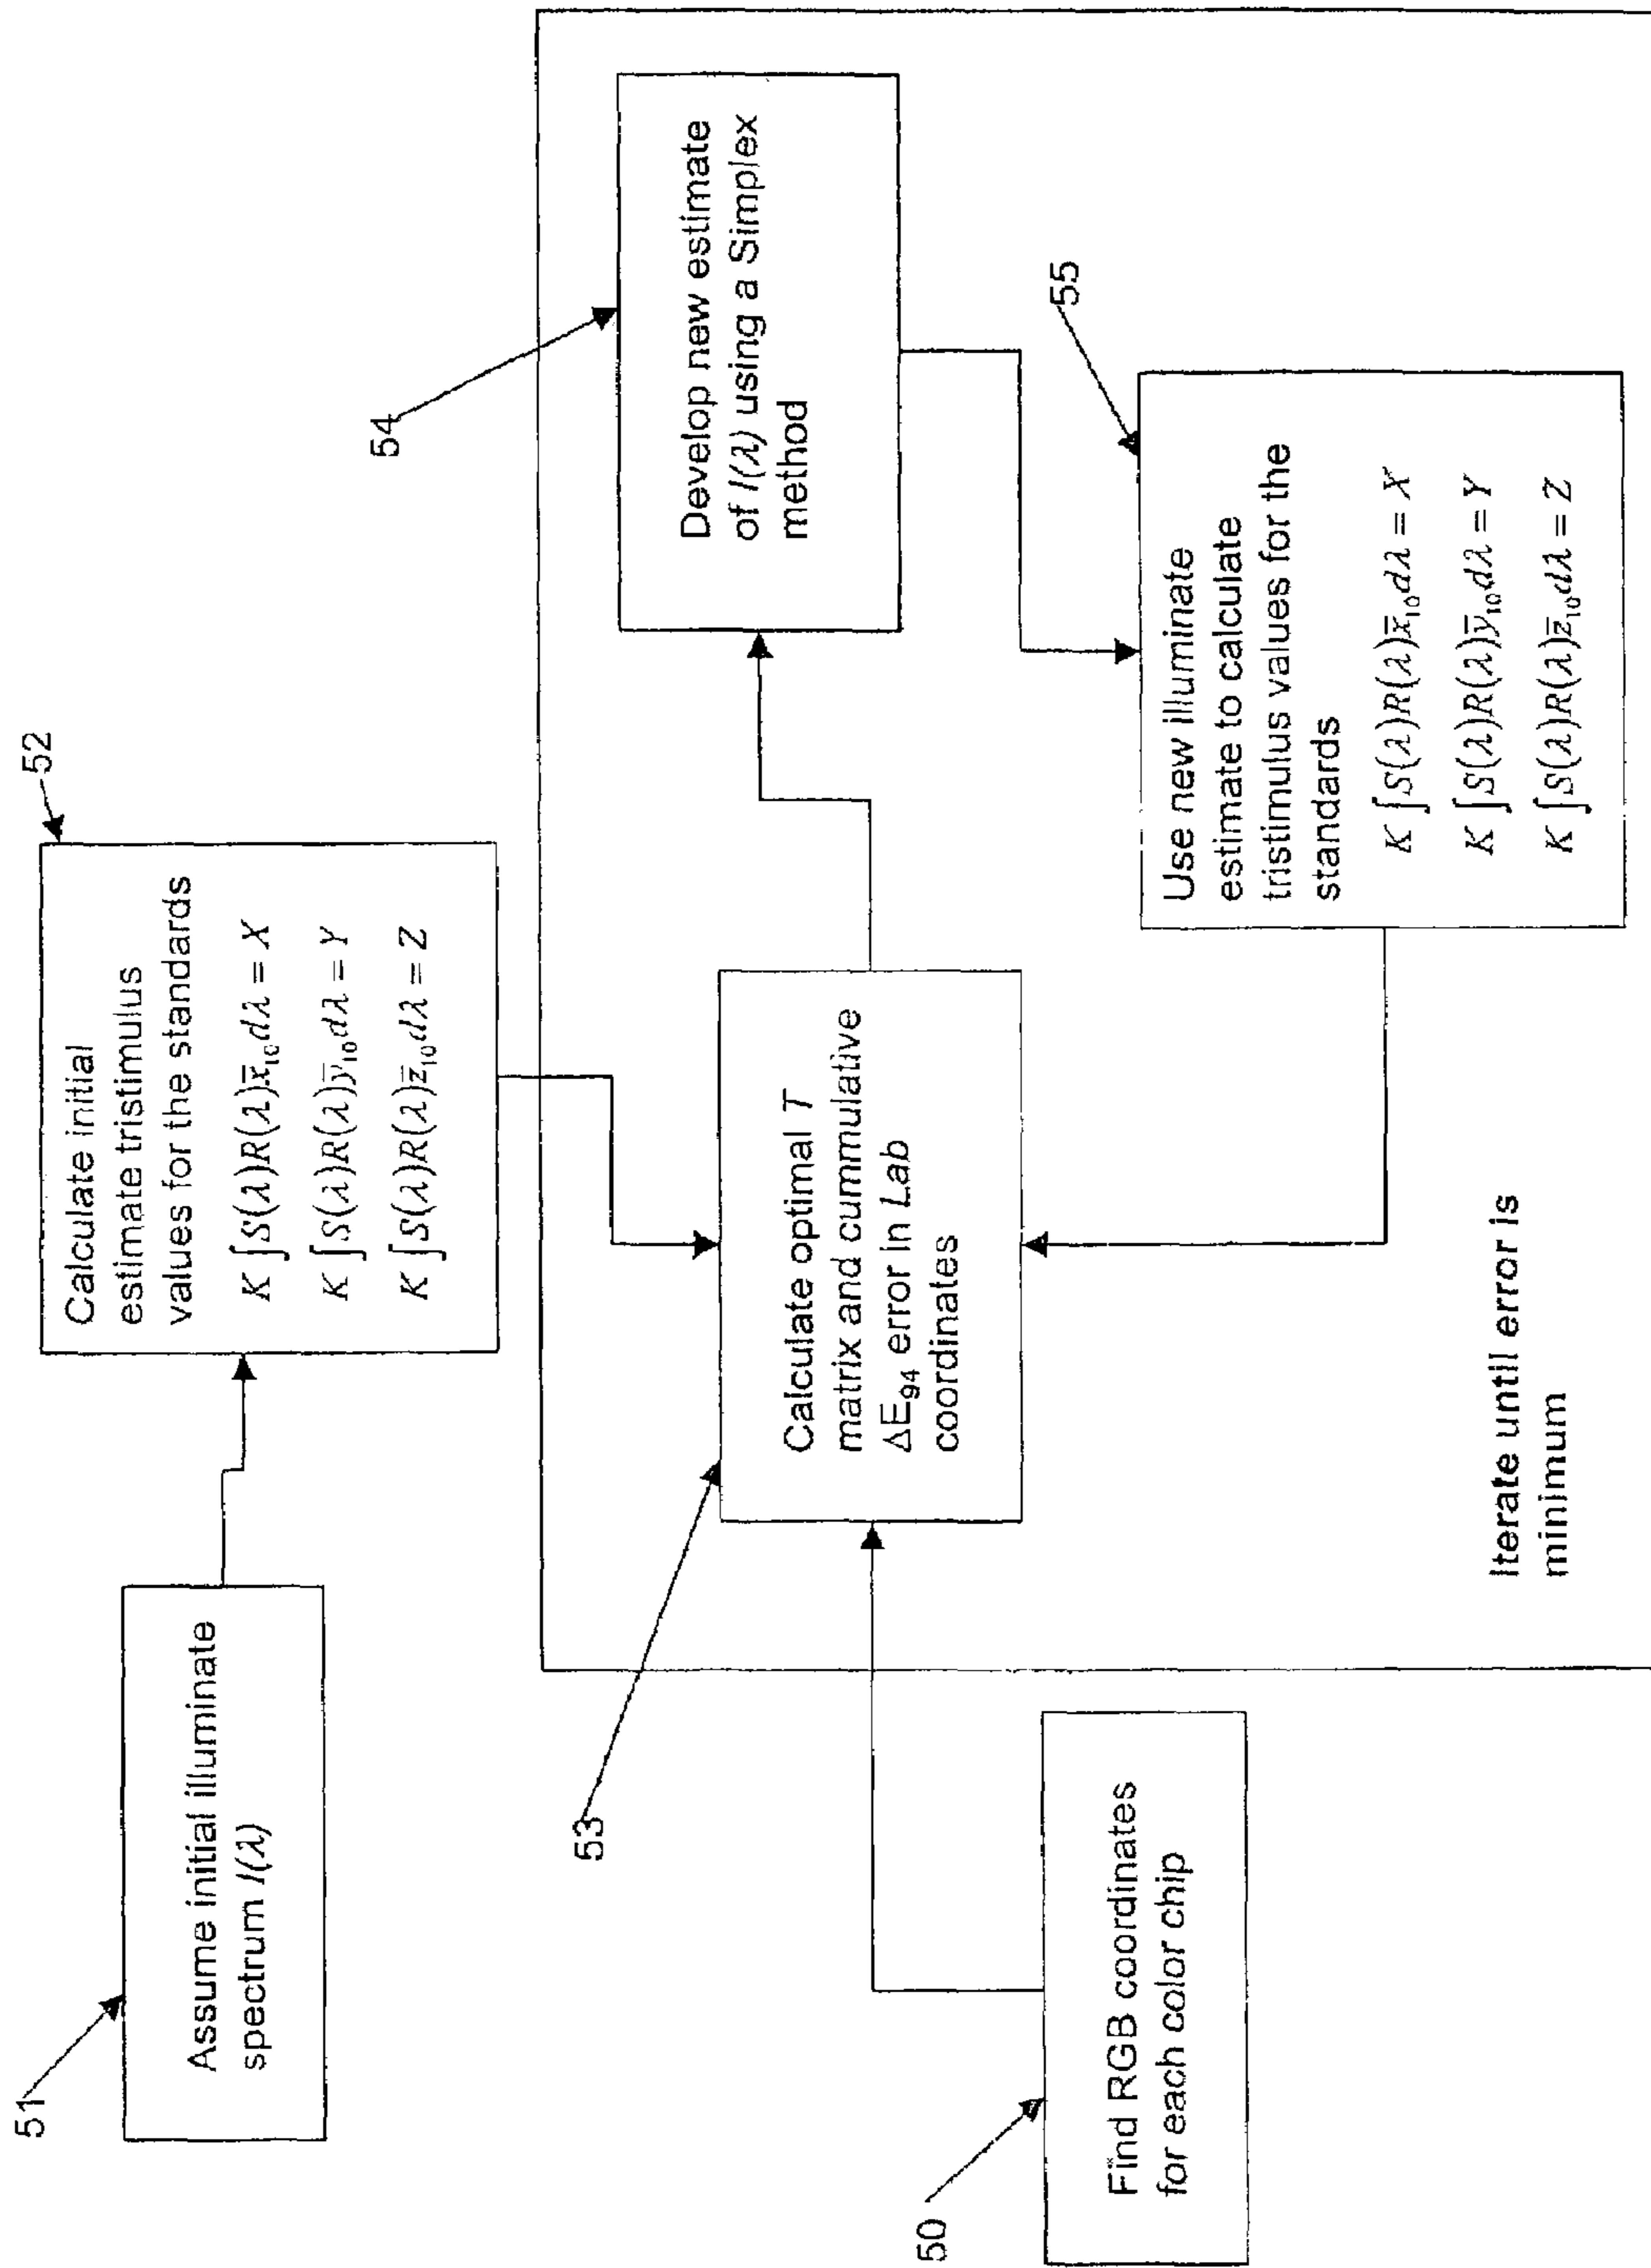 51
Assume initial illuminate
spectrum I(λ)
52
Calculate initial
estimate tristimulus
values for the standards
K ∫S(λ)R(λ)x̄₁₀dλ = X
K ∫S(λ)R(λ)ȳ₁₀dλ = Y
K ∫S(λ)R(λ)z̄₁₀dλ = Z
50
Find RGB coordinates
for each color chip
53
Calculate optimal T
matrix and cummulative
ΔE₉₄ error in Lab
coordinates
54
Develop new estimate
of I(λ) using a Simplex
method
55
Use new illuminate
estimate to calculate
tristimulus values for the
standards
K ∫S(λ)R(λ)x̄₁₀dλ = X
K ∫S(λ)R(λ)ȳ₁₀dλ = Y
K ∫S(λ)R(λ)z̄₁₀dλ = Z
Iterate until error is
minimum